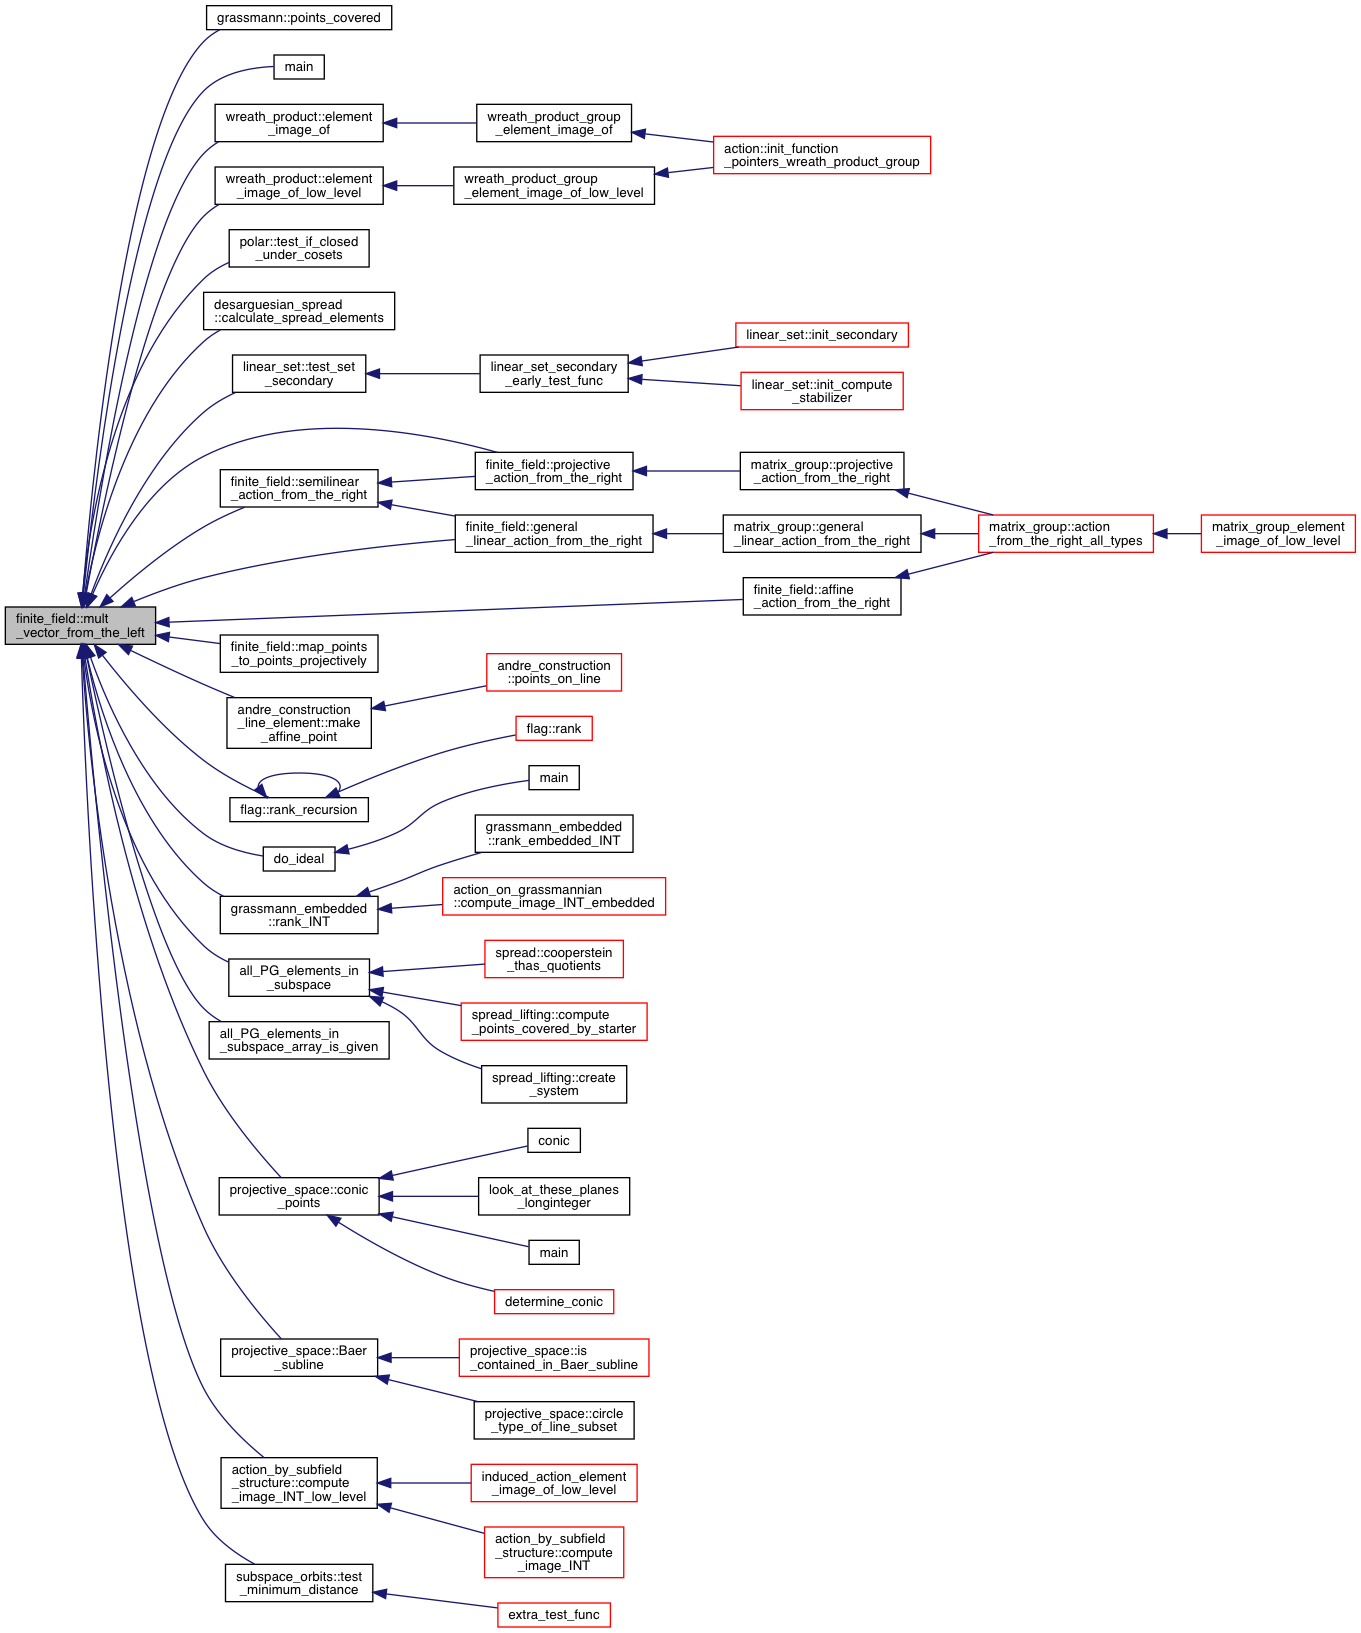 grassmann::points_covered
main
wreath_product::element
_image_of
wreath_product_group
_element_image_of
action::init_function
_pointers_wreath_product_group
wreath_product::element
_image_of_low_level
wreath_product_group
_element_image_of_low_level
polar::test_if_closed
_under_cosets
desarguesian_spread
::calculate_spread_elements
linear_set::test_set
_secondary
linear_set_secondary
_early_test_func
linear_set::init_secondary
linear_set::init_compute
_stabilizer
finite_field::projective
_action_from_the_right
matrix_group::projective
_action_from_the_right
finite_field::semilinear
_action_from_the_right
finite_field::general
_linear_action_from_the_right
matrix_group::general
_linear_action_from_the_right
matrix_group::action
_from_the_right_all_types
matrix_group_element
_image_of_low_level
finite_field::affine
_action_from_the_right
finite_field::mult
_vector_from_the_left
finite_field::map_points
_to_points_projectively
andre_construction
_line_element::make
_affine_point
andre_construction
::points_on_line
flag::rank
flag::rank_recursion
main
do_ideal
grassmann_embedded
::rank_embedded_INT
grassmann_embedded
::rank_INT
action_on_grassmannian
::compute_image_INT_embedded
all_PG_elements_in
_subspace
spread::cooperstein
_thas_quotients
spread_lifting::compute
_points_covered_by_starter
all_PG_elements_in
_subspace_array_is_given
spread_lifting::create
_system
conic
projective_space::conic
_points
look_at_these_planes
_longinteger
main
determine_conic
projective_space::Baer
_subline
projective_space::is
_contained_in_Baer_subline
projective_space::circle
_type_of_line_subset
action_by_subfield
_structure::compute
_image_INT_low_level
induced_action_element
_image_of_low_level
action_by_subfield
_structure::compute
_image_INT
subspace_orbits::test
_minimum_distance
extra_test_func